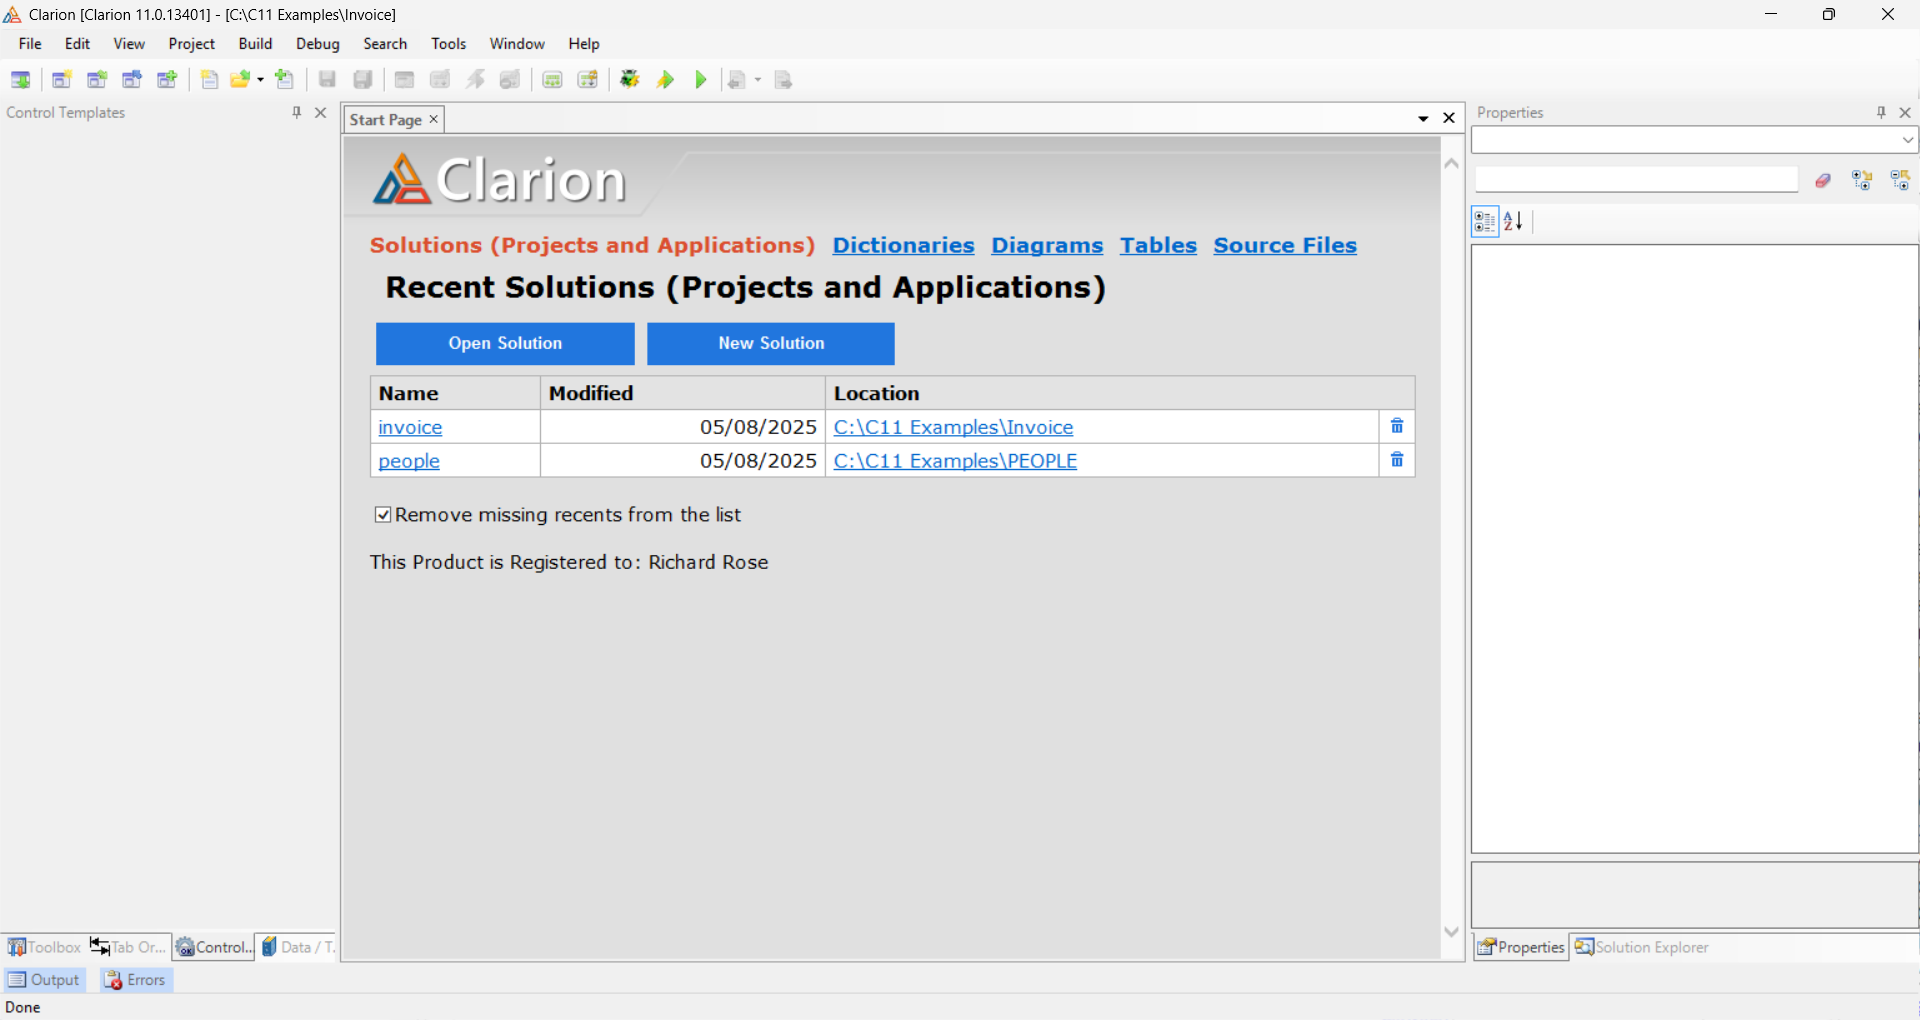 Clarion [Clarion 11.0.13401] - [C:\C11 Examples\Invoice]
File Edit View Project Build Debug Search Tools Window Help
Control Templates
Start Page
Properties
Clarion
Solutions (Projects and Applications) Dictionaries Diagrams Tables Source Files
Recent Solutions (Projects and Applications)
Open Solution New Solution
Name Modified Location
invoice 05/08/2025 C:\C11 Examples\Invoice
people 05/08/2025 C:\C11 Examples\PEOPLE
Remove missing recents from the list
This Product is Registered to: Richard Rose
Toolbox Tab Or... Control... Data / T.
Properties Solution Explorer
Output Errors
Done